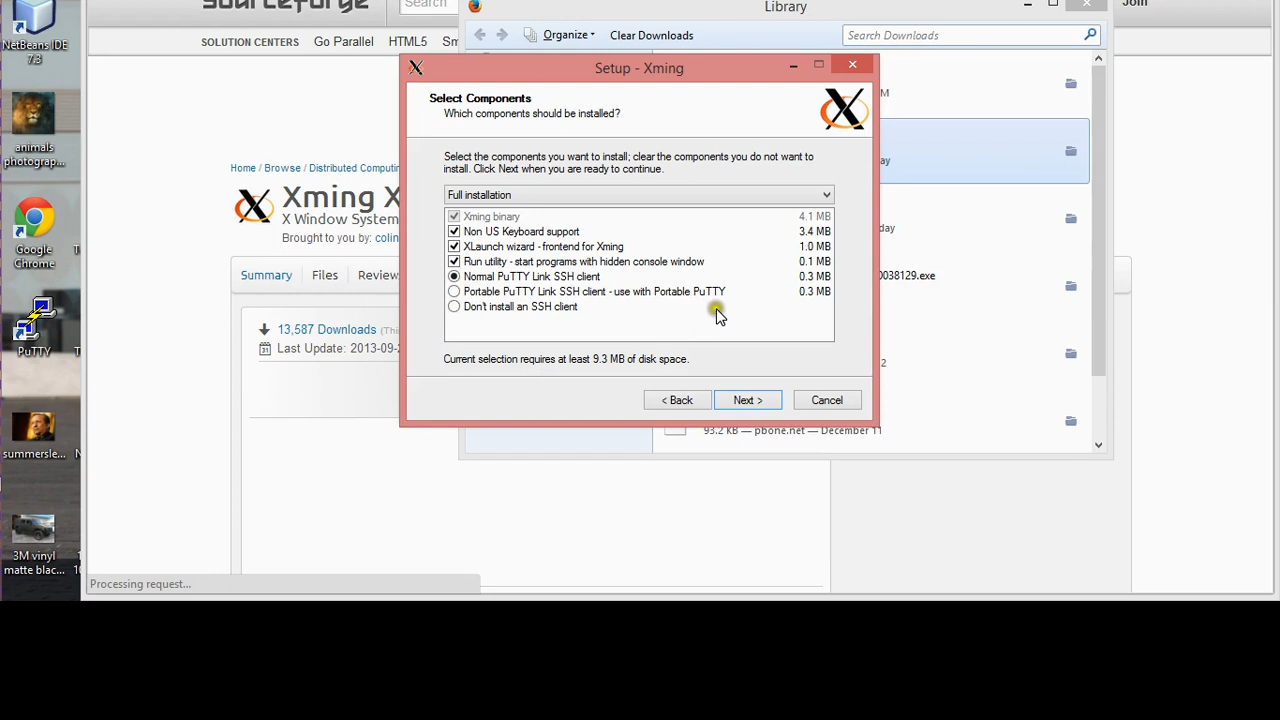 sourceforge
Search
Library
Join
NetBeans IDE
7.3
SOLUTION CENTERS Go Parallel HTML5 Sm
Organize
Clear Downloads
Search Downloads
Setup - Xming
Select Components
Which components should be installed?
M
animals
photograp...
day
Select the components you want to install; clear the components you do not want to
install. Click Next when you are ready to continue.
Home / Browse / Distributed Computin
Full installation
Xming X
X Window System
Brought to you by: colin
Xming binary 4.1 MB
Non US Keyboard support 3.4 MB
XLaunch wizard - frontend for Xming 1.0 MB
Run utility - start programs with hidden console window 0.1 MB
Normal PuTTY Link SSH client 0.3 MB
Portable PuTTY Link SSH client - use with Portable PuTTY 0.3 MB
Don't install an SSH client
day
0038129.exe
Google
Chrome
Summary Files Review
13,587 Downloads (This
Last Update: 2013-09-2
PuTTY
T
2
Current selection requires at least 9.3 MB of disk space.
< Back
Next >
Cancel
93.2 KB — pbone.net — December 11
summersle...
N
3M vinyl
matte blac...
1
10
Processing request...